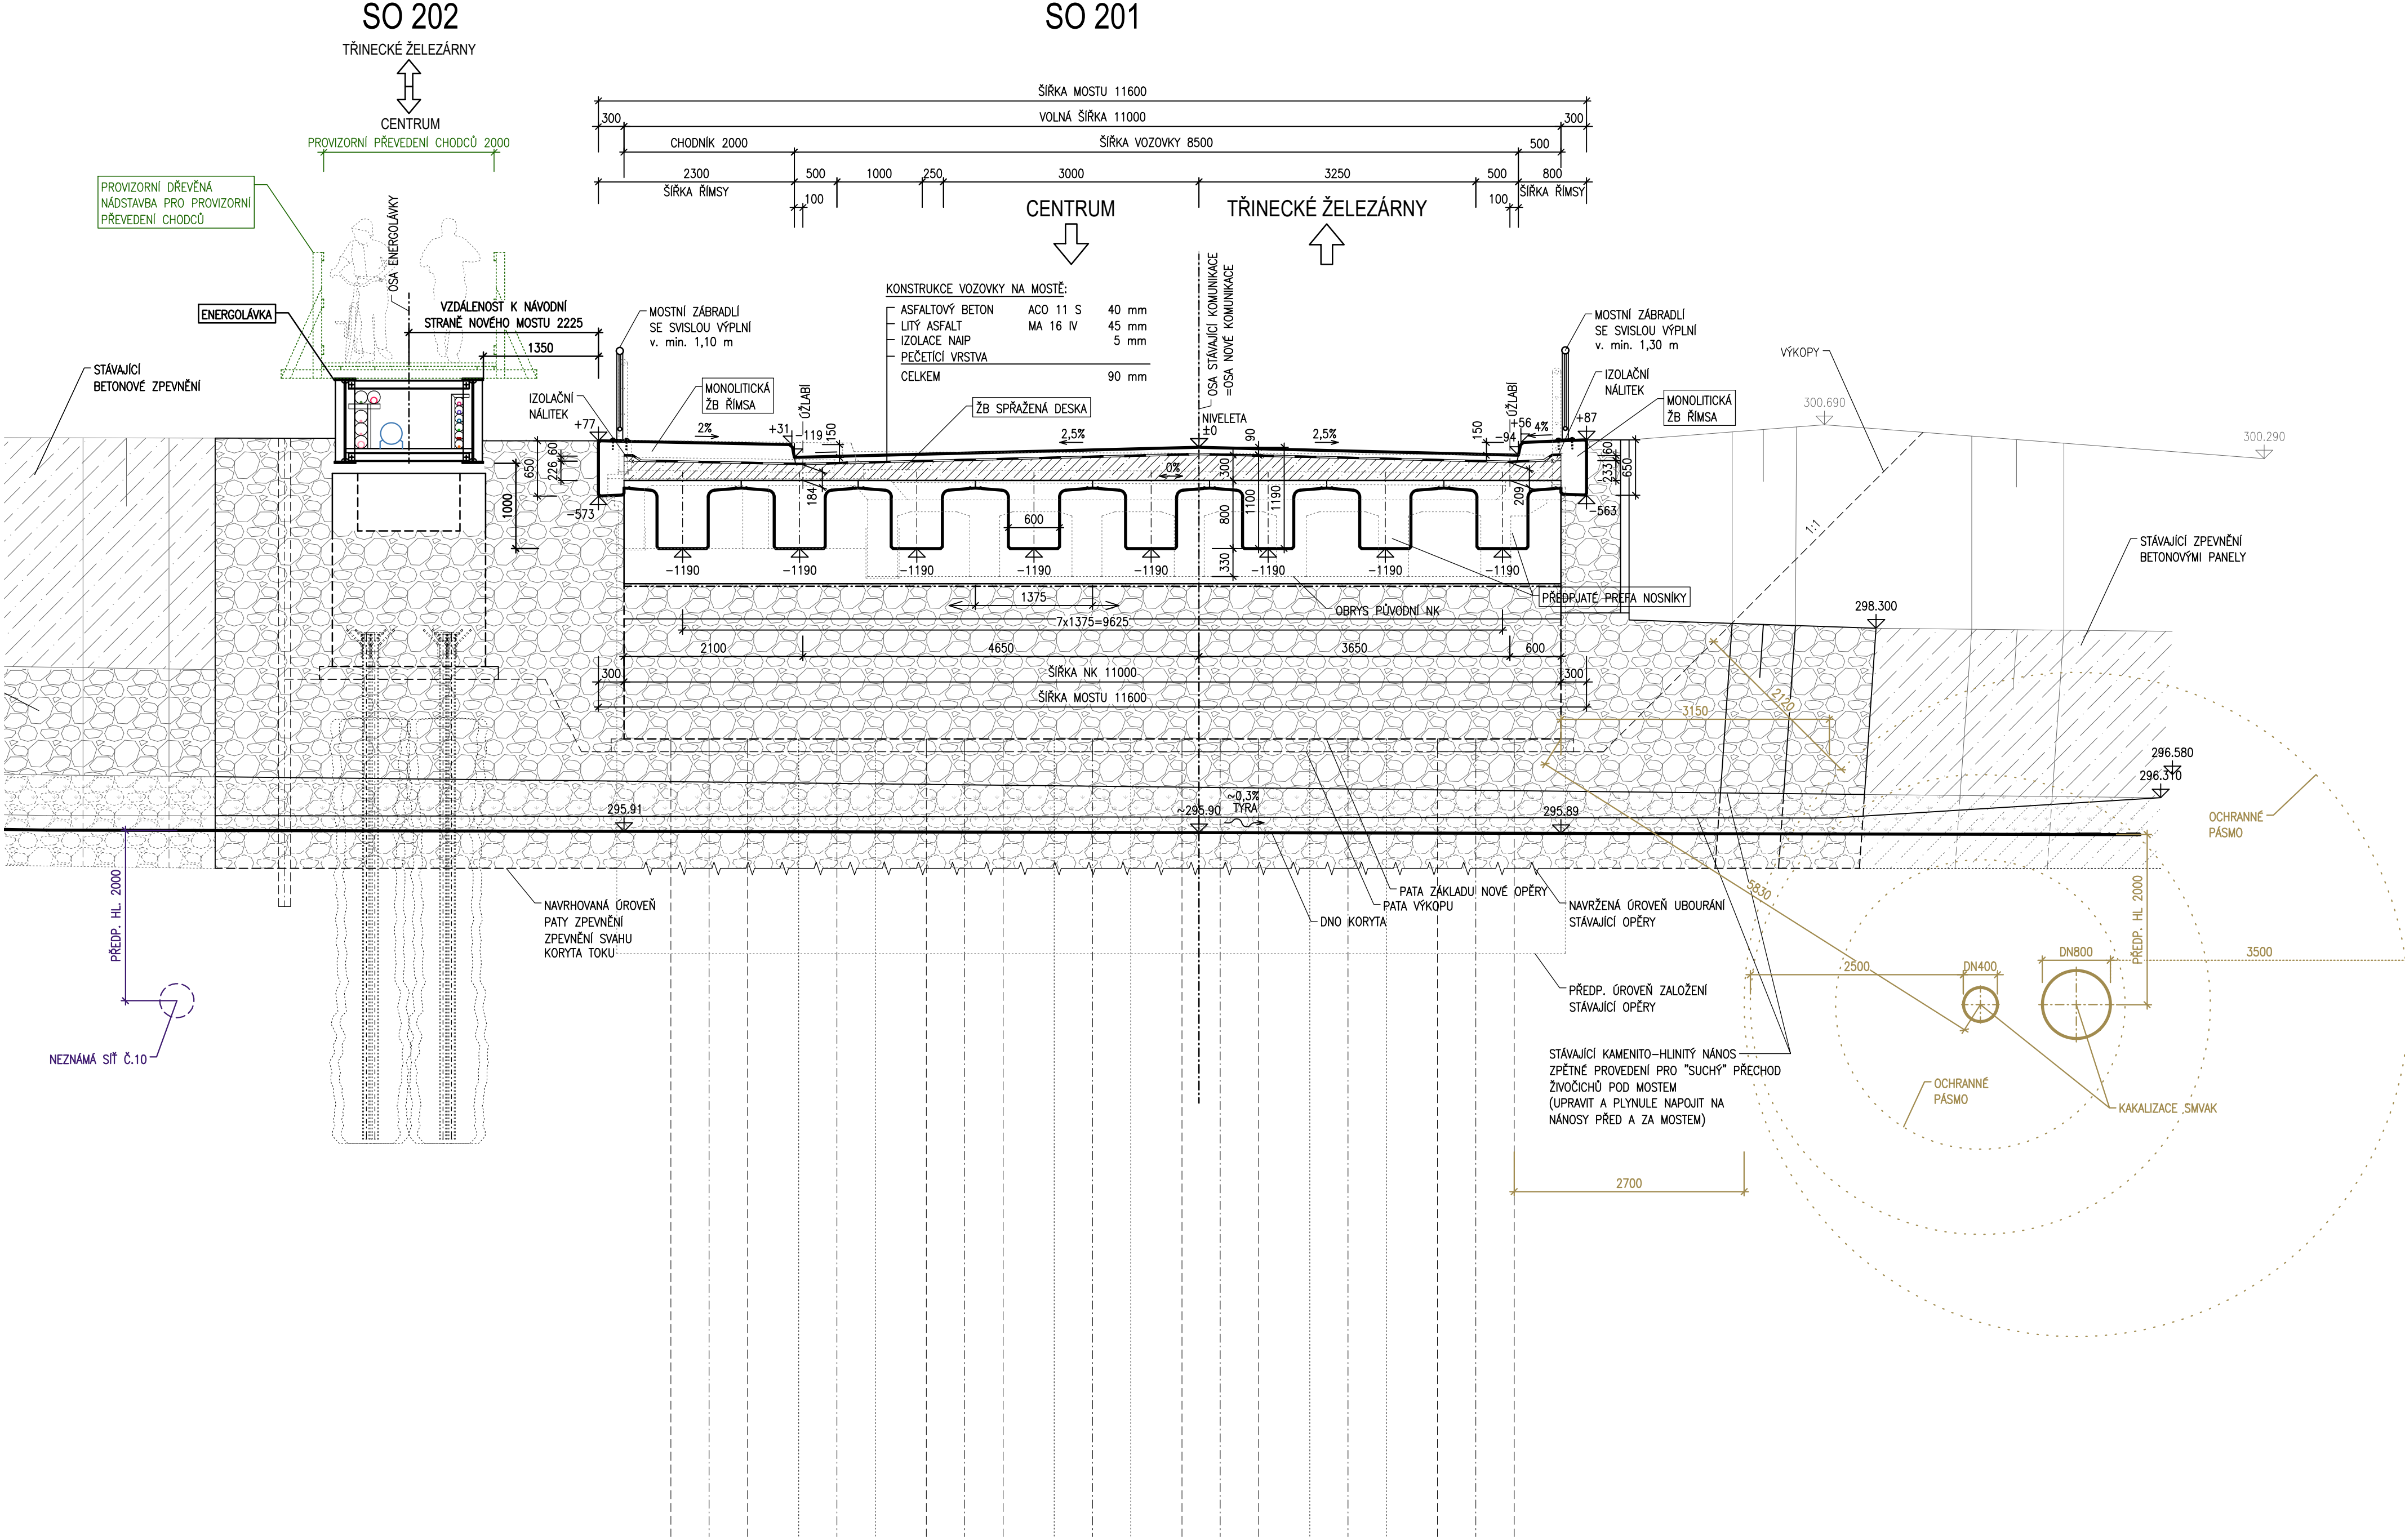 SO 202
SO 201
TŘINECKÉ ŽELEZÁRNY
CENTRUM
PROVIZORNÍ PŘEVEDENÍ CHODCŮ 2000
PROVIZORNÍ DŘEVĚNÁ
NÁDSTAVBA PRO PROVIZORNÍ
PŘEVEDENÍ CHODCŮ
OSA ENERGOLÁVKY
ENERGOLÁVKA
VZDÁLENOST K NÁVODNÍ
STRANĚ NOVÉHO MOSTU 2225
1350
STÁVAJÍCÍ
BETONOVÉ ZPEVNĚNÍ
ŠÍŘKA MOSTU 11600
300
VOLNÁ ŠÍŘKA 11000
300
CHODNÍK 2000
ŠÍŘKA VOZOVKY 8500
500
2300
500
1000
250
3000
3250
500
800
ŠÍŘKA ŘÍMSY
100
100
ŠÍŘKA ŘÍMSY
CENTRUM
TŘINECKÉ ŽELEZÁRNY
OSA STÁVAJÍCÍ KOMUNIKACE
=OSA NOVÉ KOMUNIKACE
KONSTRUKCE VOZOVKY NA MOSTĚ:
ASFALTOVÝ BETON ACO 11 S 40 mm
LITÝ ASFALT MA 16 IV 45 mm
IZOLACE NAIP 5 mm
PEČETÍCÍ VRSTVA
CELKEM 90 mm
MOSTNÍ ZÁBRADLÍ
SE SVISLOU VÝPLNÍ
v. min. 1,10 m
MOSTNÍ ZÁBRADLÍ
SE SVISLOU VÝPLNÍ
v. min. 1,30 m
IZOLAČNÍ
NÁLITEK
MONOLITICKÁ
ŽB ŘÍMSA
ÚŽLABÍ
ŽB SPŘAŽENÁ DESKA
NIVELETA
±0
ÚŽLABÍ
IZOLAČNÍ
NÁLITEK
MONOLITICKÁ
ŽB ŘÍMSA
VÝKOPY
300.690
300.290
+77
2%
+31
-119
150
2,5%
90
2,5%
150
-94
+56
4%
+87
650
226
60
-573
1000
184
0%
300
800
1100
1190
330
209
233
60
650
-563
600
-1190
-1190
-1190
-1190
-1190
-1190
-1190
-1190
1:1
STÁVAJÍCÍ ZPEVNĚNÍ
BETONOVÝMI PANELY
1375
OBRYS PŮVODNÍ NK
PŘEDPJATÉ PREFA NOSNÍKY
7x1375=9625
298.300
2100
4650
3650
600
300
ŠÍŘKA NK 11000
300
ŠÍŘKA MOSTU 11600
2120
3150
296.580
296.310
295.91
~295.90
~0,3%
TYRA
295.89
OCHRANNÉ
PÁSMO
PŘEDP. HL. 2000
NEZNÁMÁ SÍŤ Č.10
NAVRHOVANÁ ÚROVEŇ
PATY ZPEVNĚNÍ
ZPEVNĚNÍ SVAHU
KORYTA TOKU
PATA ZÁKLADU NOVÉ OPĚRY
PATA VÝKOPU
DNO KORYTA
NAVRŽENÁ ÚROVEŇ UBOURÁNÍ
STÁVAJÍCÍ OPĚRY
5830
PŘEDP. HL 2000
2500
DN400
DN800
3500
PŘEDP. ÚROVEŇ ZALOŽENÍ
STÁVAJÍCÍ OPĚRY
STÁVAJÍCÍ KAMENITO-HLINITÝ NÁNOS
ZPĚTNÉ PROVEDENÍ PRO "SUCHÝ" PŘECHOD
ŽIVOČICHŮ POD MOSTEM
(UPRAVIT A PLYNULE NAPOJIT NA
NÁNOSY PŘED A ZA MOSTEM)
OCHRANNÉ
PÁSMO
KAKALIZACE SMVAK
2700